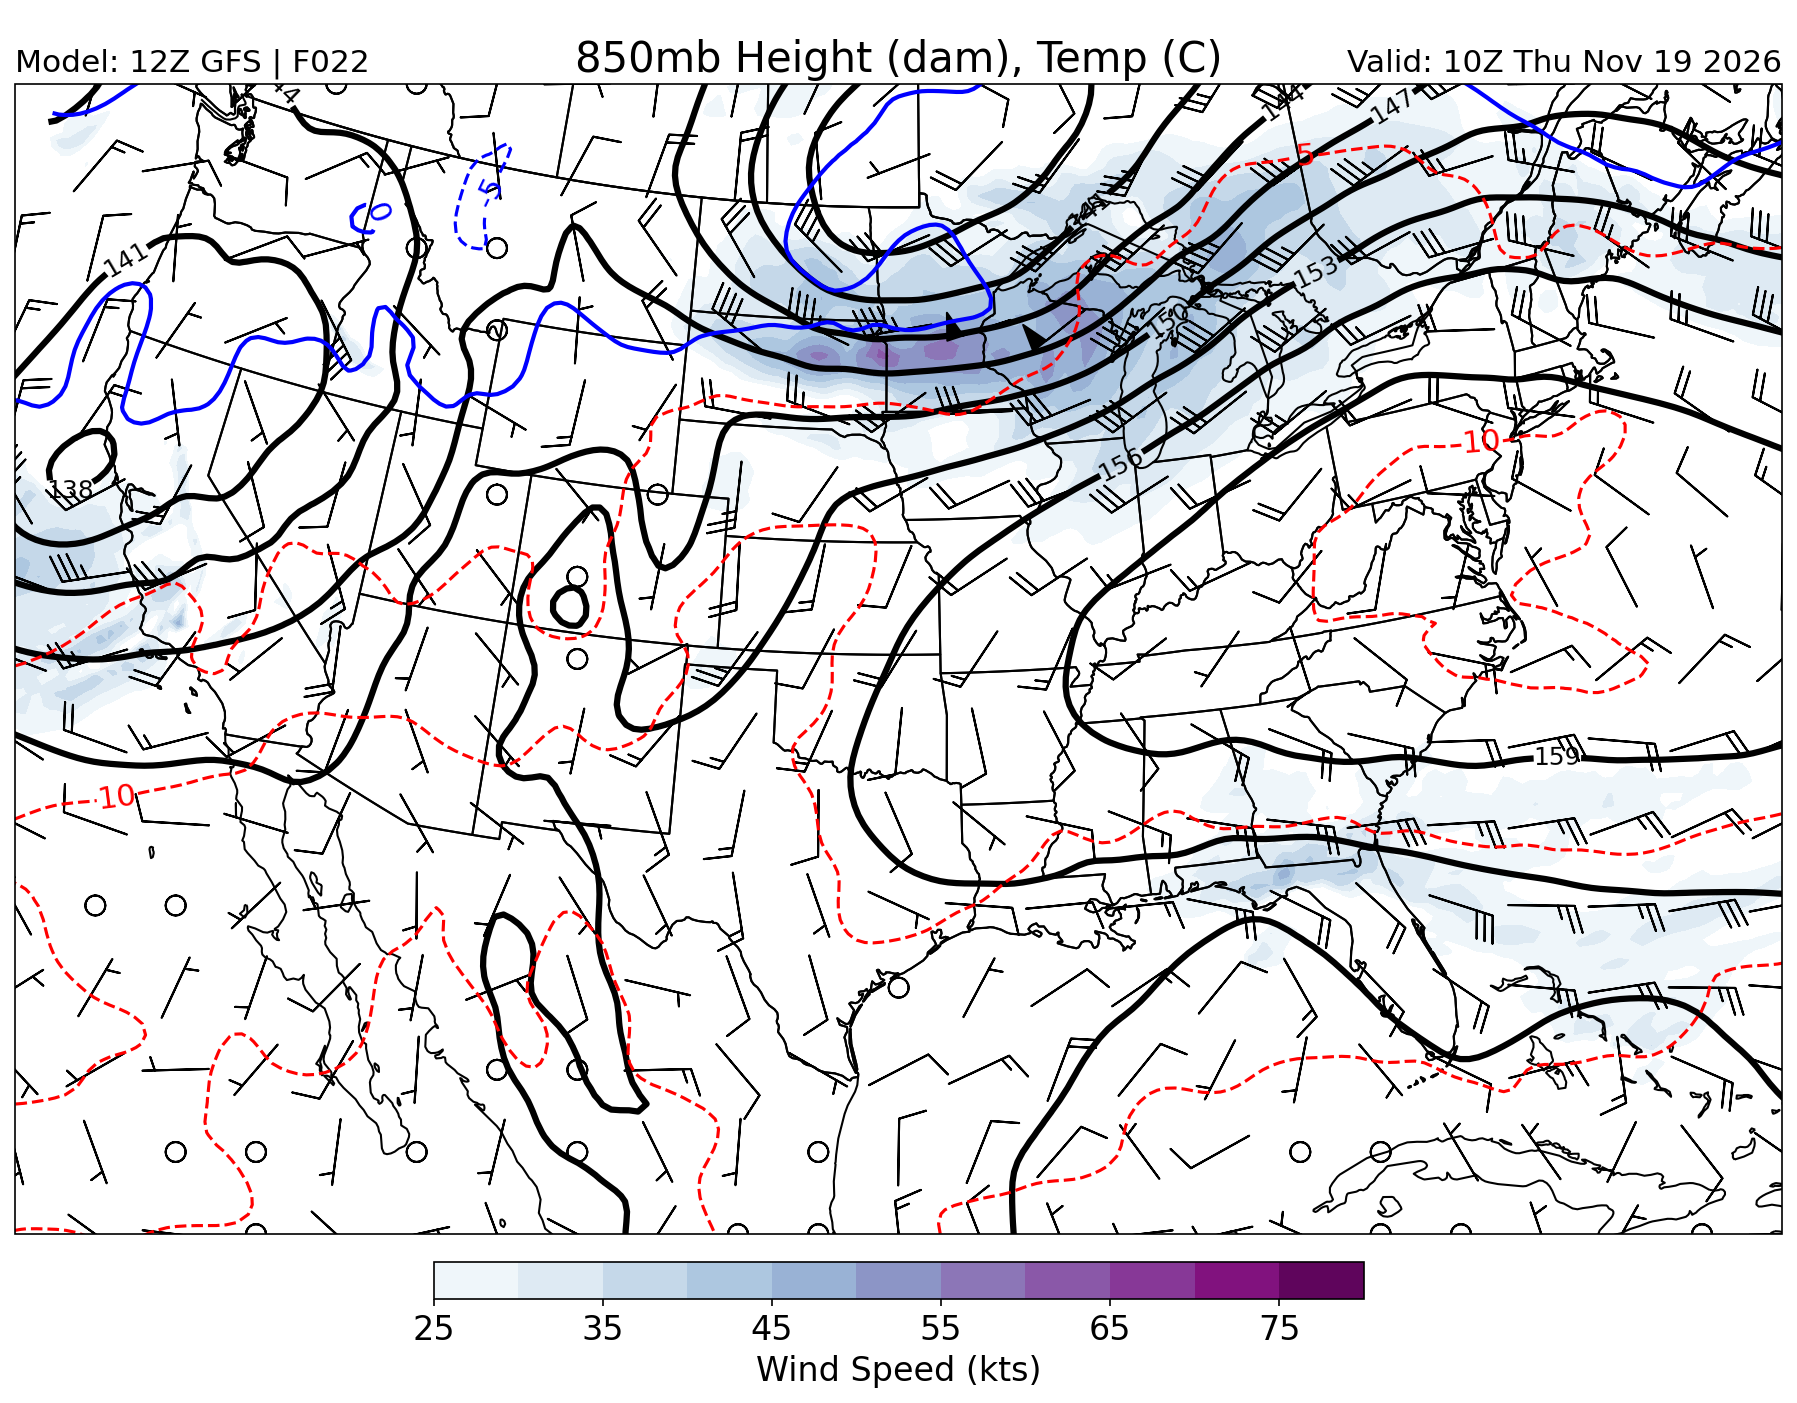 Model: 12Z GFS | F022
850mb Height (dam), Temp (C)
Valid: 10Z Thu Nov 19 2026
147
5
0
-5
141
153
150
156
10
138
159
10
25 35 45 55 65 75
Wind Speed (kts)